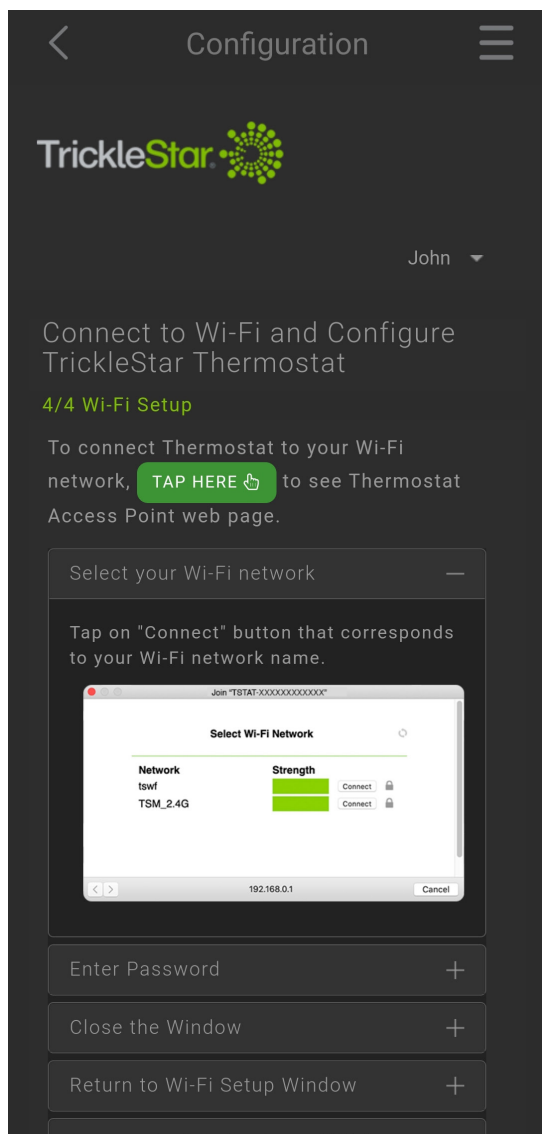 Configuration
TrickleStar
John
Connect to Wi-Fi and Configure
TrickleStar Thermostat
4/4 Wi-Fi Setup
To connect Thermostat to your Wi-Fi
network, TAP HERE to see Thermostat
Access Point web page.
Select your Wi-Fi network
Tap on "Connect" button that corresponds
to your Wi-Fi network name.
Join "TSTAT-XXXXXXXXXXXX"
Select Wi-Fi Network
Network Strength
tswf Connect
TSM_2.4G Connect
192.168.0.1 Cancel
Enter Password
Close the Window
Return to Wi-Fi Setup Window